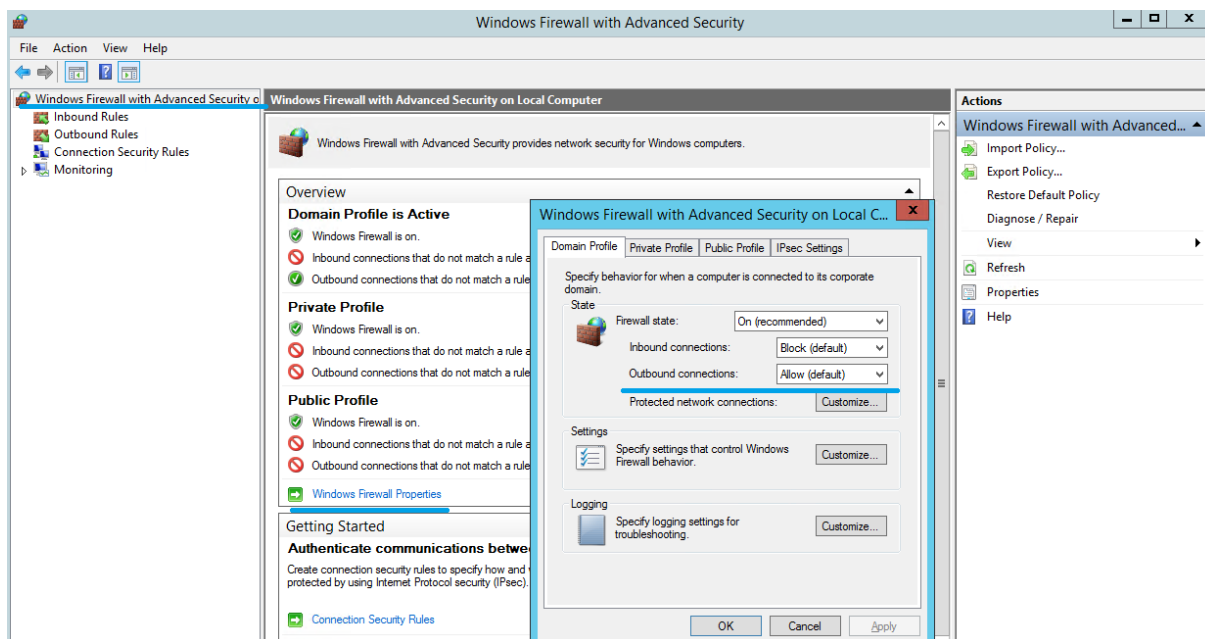 Windows Firewall with Advanced Security
File Action View Help
Windows Firewall with Advanced Security o
Inbound Rules
Outbound Rules
Connection Security Rules
Monitoring
Windows Firewall with Advanced Security on Local Computer
Windows Firewall with Advanced Security provides network security for Windows computers.
Overview
Domain Profile is Active
Windows Firewall is on.
Inbound connections that do not match a rule a
Outbound connections that do not match a rule
Private Profile
Windows Firewall is on.
Inbound connections that do not match a rule a
Outbound connections that do not match a rule
Public Profile
Windows Firewall is on.
Inbound connections that do not match a rule a
Outbound connections that do not match a rule
Windows Firewall Properties
Getting Started
Authenticate communications betwe
Create connection security rules to specify how and
protected by using Internet Protocol security (IPsec).
Connection Security Rules
Windows Firewall with Advanced Security on Local C...
Domain Profile Private Profile Public Profile IPsec Settings
Specify behavior for when a computer is connected to its corporate
domain.
State
Firewall state: On (recommended)
Inbound connections: Block (default)
Outbound connections: Allow (default)
Protected network connections: Customize...
Settings
Specify settings that control Windows
Firewall behavior.
Customize...
Logging
Specify logging settings for
troubleshooting.
Customize...
OK Cancel Apply
Actions
Windows Firewall with Advanced...
Import Policy...
Export Policy...
Restore Default Policy
Diagnose / Repair
View
Refresh
Properties
Help